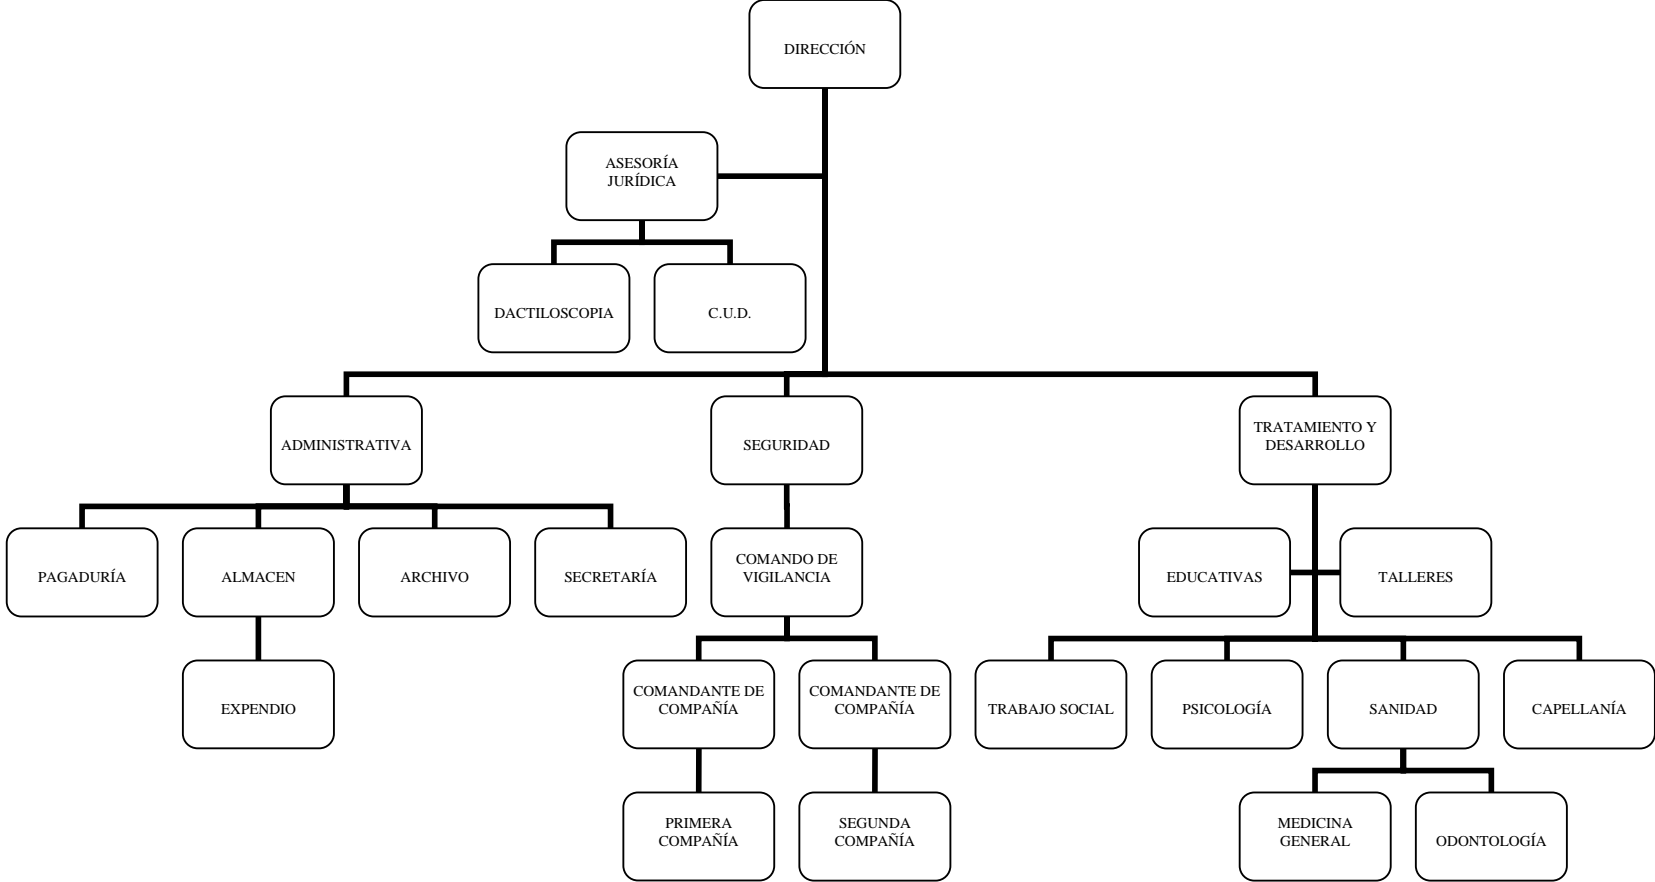 DIRECCIÓN
ASESORÍA
JURÍDICA
DACTILOSCOPIA
C.U.D.
ADMINISTRATIVA
SEGURIDAD
TRATAMIENTO Y
DESARROLLO
PAGADURÍA
ALMACEN
ARCHIVO
SECRETARÍA
COMANDO DE
VIGILANCIA
EDUCATIVAS
TALLERES
EXPENDIO
COMANDANTE DE
COMPAÑÍA
COMANDANTE DE
COMPAÑÍA
TRABAJO SOCIAL
PSICOLOGÍA
SANIDAD
CAPELLANÍA
PRIMERA
COMPAÑÍA
SEGUNDA
COMPAÑÍA
MEDICINA
GENERAL
ODONTOLOGÍA